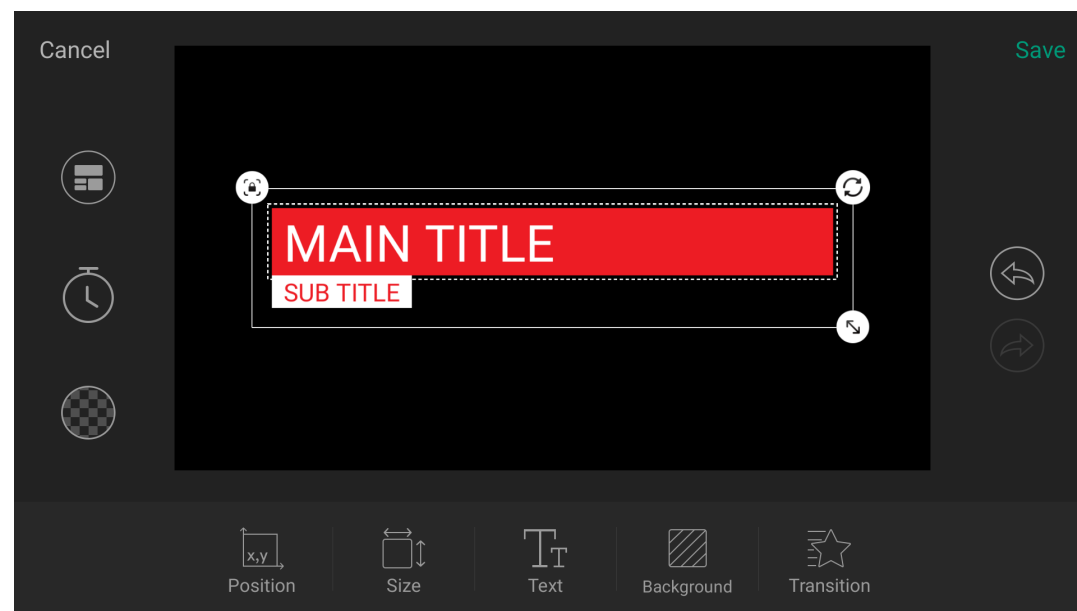 Cancel
Save
MAIN TITLE
SUB TITLE
x,y
Position
Size
Text
Background
Transition